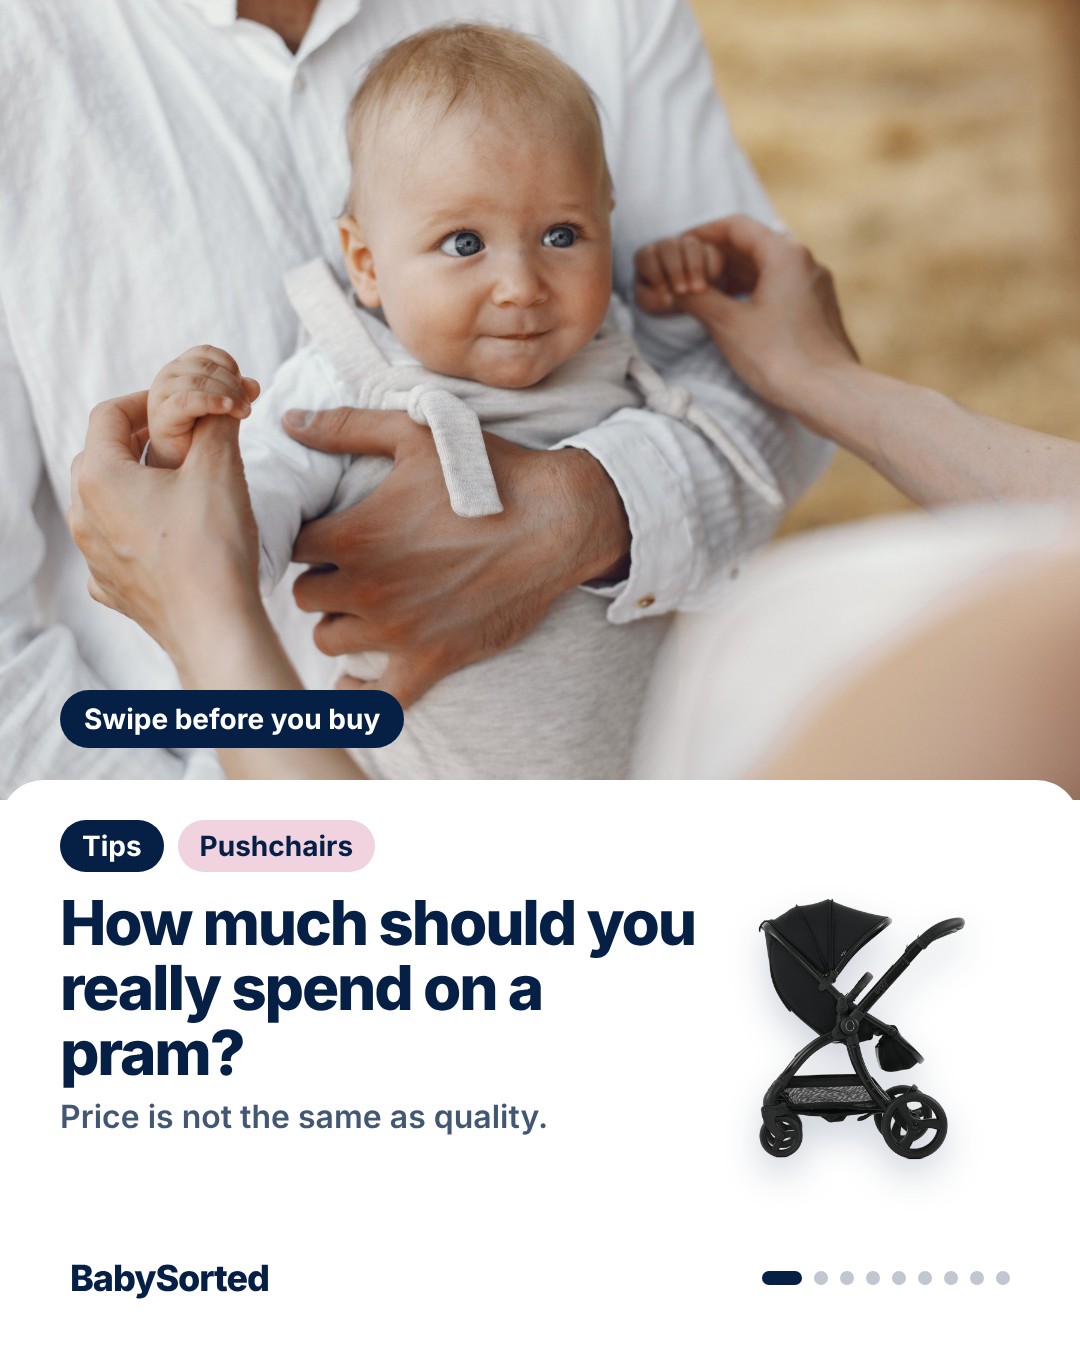 Swipe before you buy
Tips
Pushchairs
How much should you
really spend on a
pram?
Price is not the same as quality.
BabySorted